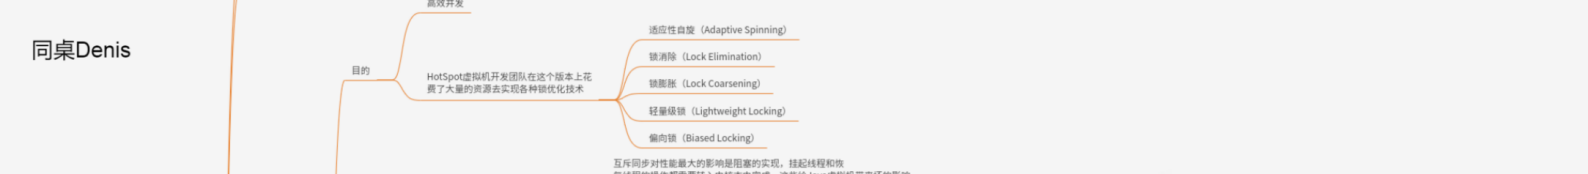 高效并发
同桌Denis
适应性自旋（Adaptive Spinning）
锁消除（Lock Elimination）
目的
HotSpot虚拟机开发团队在这个版本上花
费了大量的资源去实现各种锁优化技术
锁膨胀（Lock Coarsening）
轻量级锁（Lightweight Locking）
偏向锁（Biased Locking）
互斥同步对性能最大的影响是阻塞的实现，挂起线程和恢